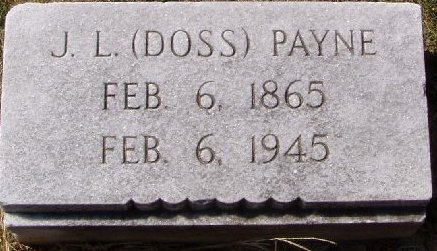 J. L. (DOSS) PAYNE
FEB. 6, 1865
FEB. 6, 1945